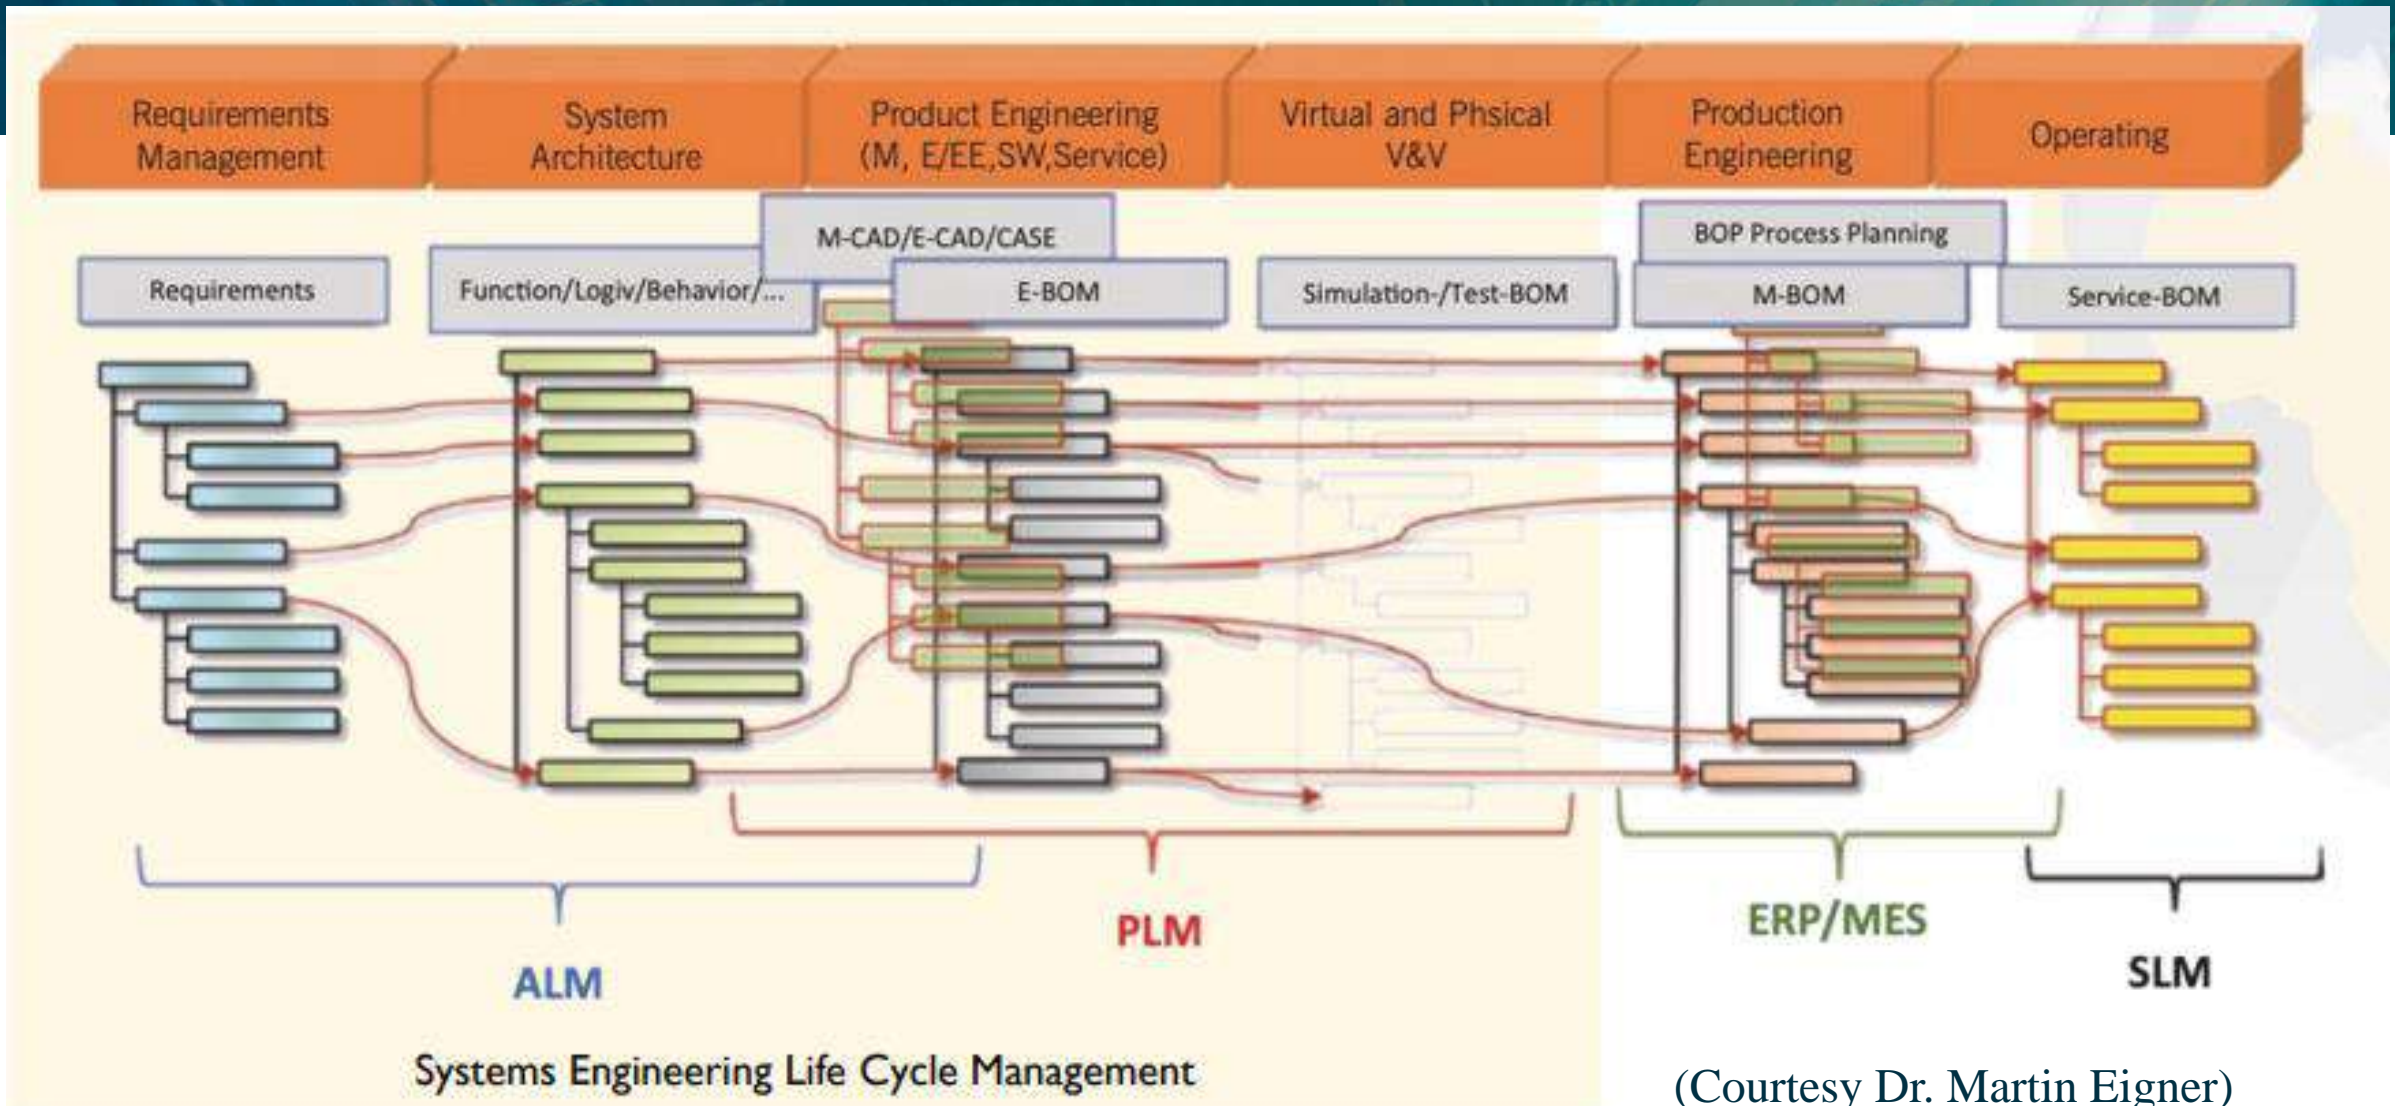 Requirements
Management
System
Architecture
Product Engineering
(M, E/EE,SW,Service)
Virtual and Phsical
V&V
Production
Engineering
Operating
M-CAD/E-CAD/CASE
BOP Process Planning
Requirements
Function/Logiv/Behavior/...
E-BOM
Simulation-/Test-BOM
M-BOM
Service-BOM
PLM
ERP/MES
ALM
SLM
Systems Engineering Life Cycle Management
(Courtesy Dr. Martin Eigner)